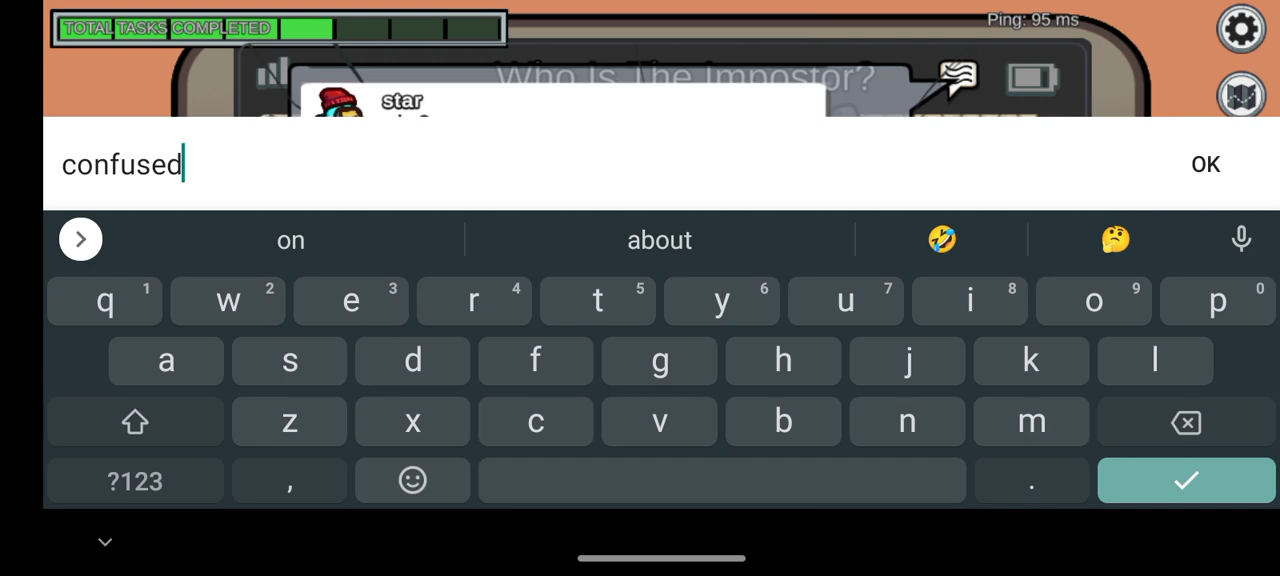 TOTAL TASKS COMPLETED
Ping: 95 ms
Who Is The Impostor?
star
confused
OK
on about
q 1 w 2 e 3 r 4 t 5 y 6 u 7 i 8 o 9 p 0
a s d f g h j k l
z x c v b n m
?123 , .